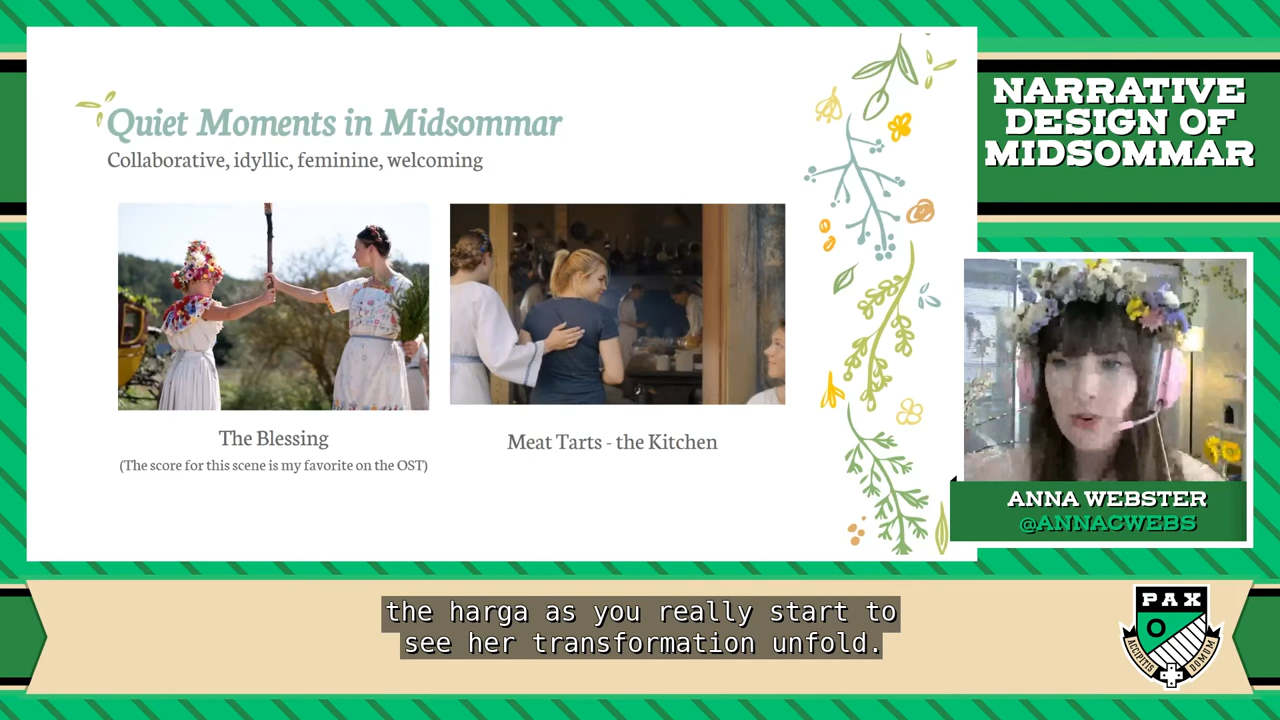 Quiet Moments in Midsommar
Collaborative, idyllic, feminine, welcoming
The Blessing
(The score for this scene is my favorite on the OST)
Meat Tarts - the Kitchen
NARRATIVE
DESIGN OF
MIDSOMMAR
ANNA WEBSTER
@ANNACWEBS
the harga as you really start to
see her transformation unfold.
PAX
ACCIPITIS
DOMUM